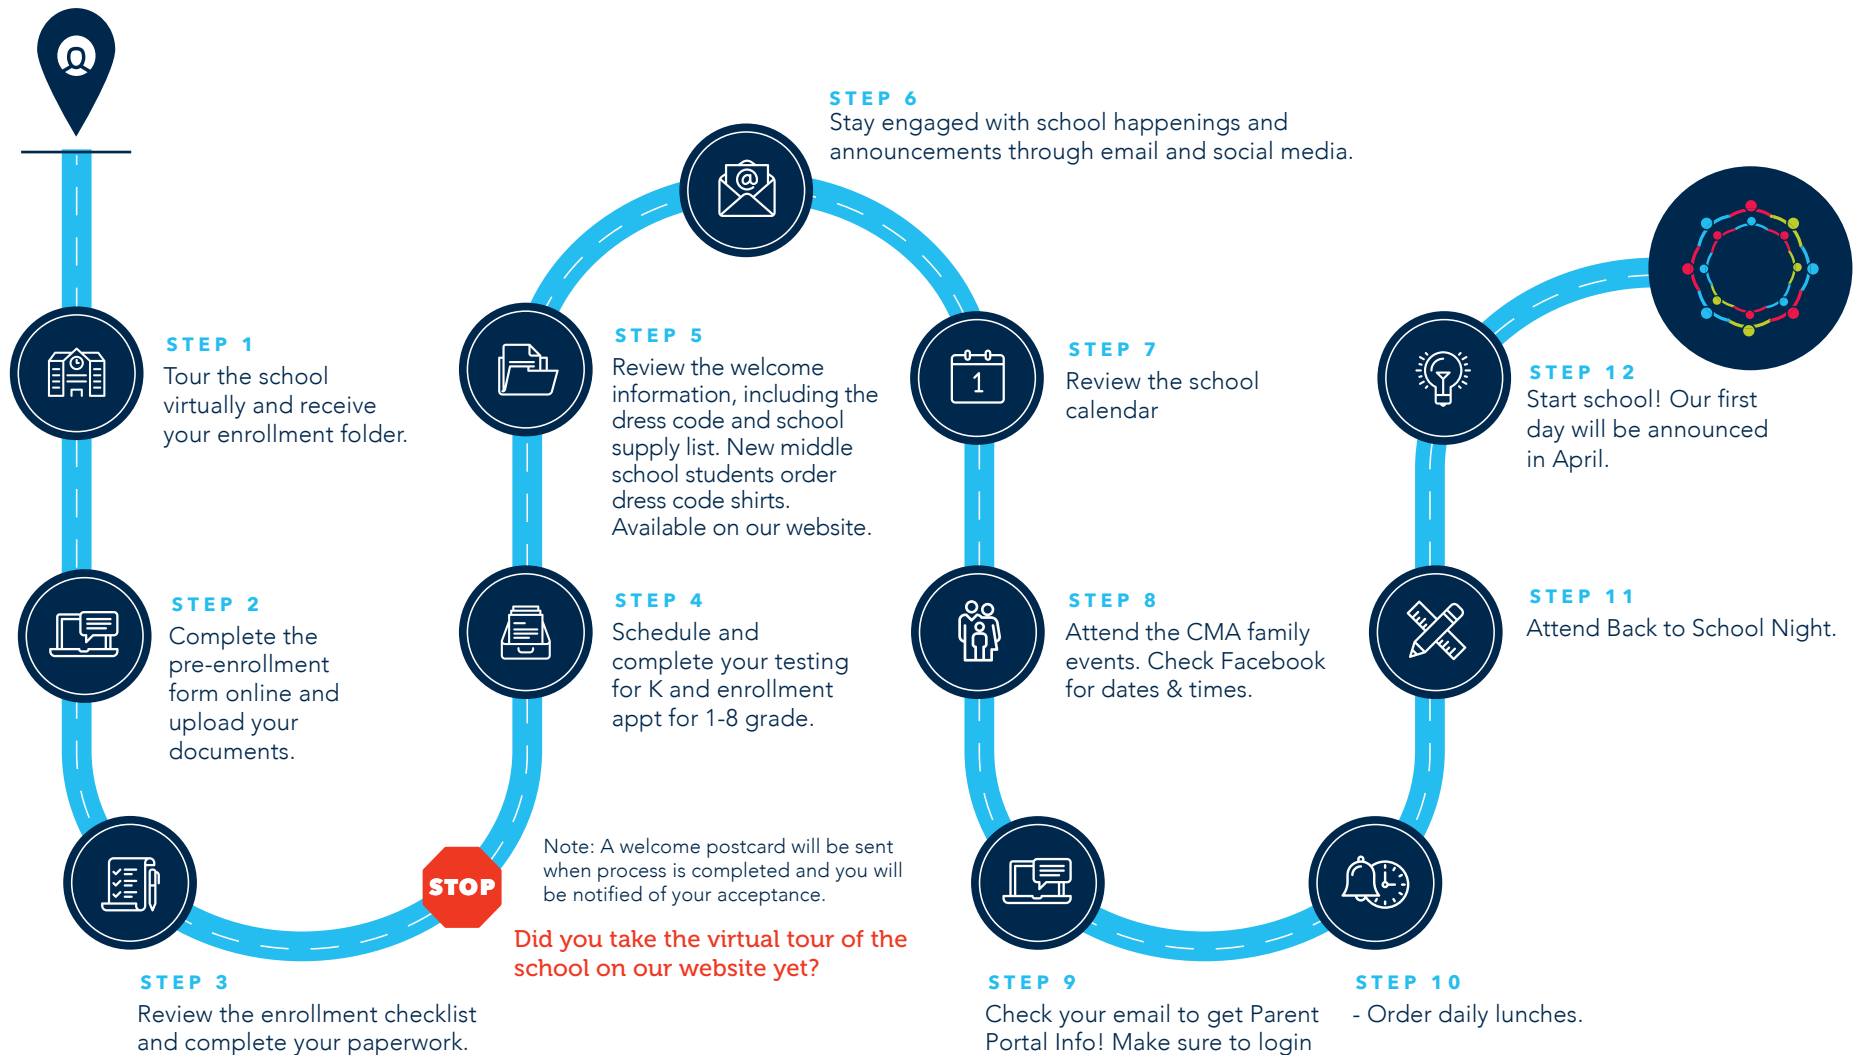 STEP 1
Tour the school
virtually and receive
your enrollment folder.
STEP 2
Complete the
pre-enrollment
form online and
upload your
documents.
STEP 3
Review the enrollment checklist
and complete your paperwork.
STOP
Note: A welcome postcard will be sent
when process is completed and you will
be notified of your acceptance.
Did you take the virtual tour of the
school on our website yet?
STEP 4
Schedule and
complete your testing
for K and enrollment
appt for 1-8 grade.
STEP 5
Review the welcome
information, including the
dress code and school
supply list. New middle
school students order
dress code shirts.
Available on our website.
STEP 6
Stay engaged with school happenings and
announcements through email and social media.
@
STEP 7
Review the school
calendar
1
STEP 8
Attend the CMA family
events. Check Facebook
for dates & times.
STEP 9
Check your email to get Parent
Portal Info! Make sure to login
STEP 10
- Order daily lunches.
STEP 11
Attend Back to School Night.
STEP 12
Start school! Our first
day will be announced
in April.